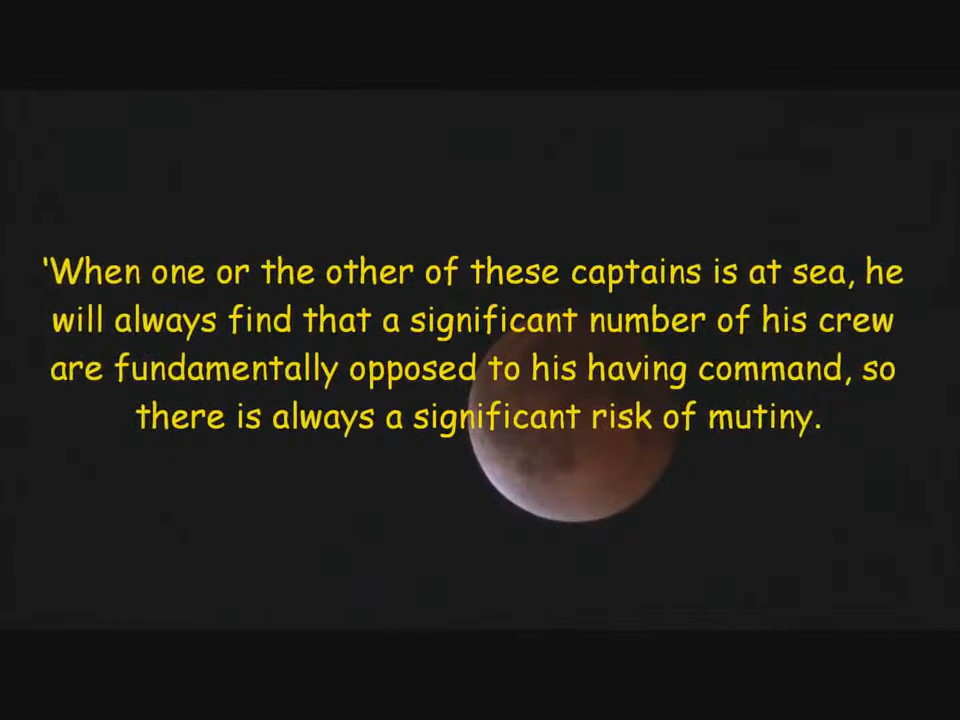 ‘When one or the other of these captains is at sea, he
will always find that a significant number of his crew
are fundamentally opposed to his having command, so
there is always a significant risk of mutiny.